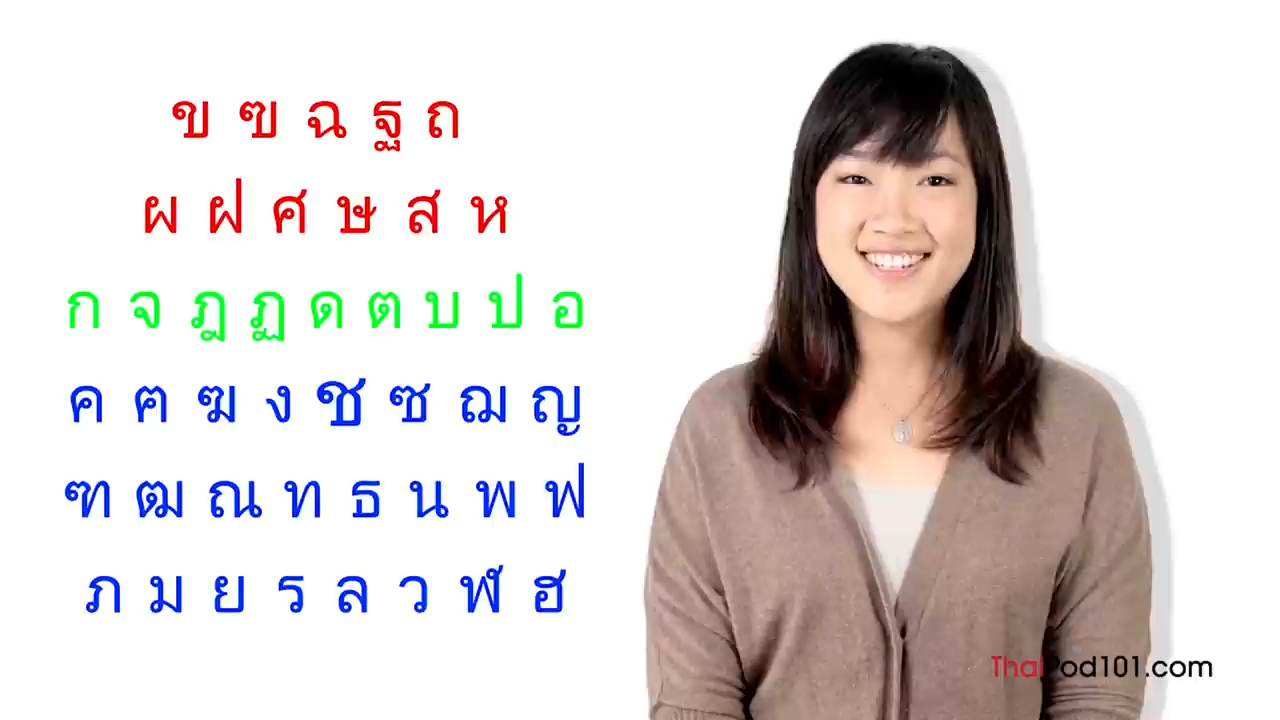 ข ฃ ฉ ฐ ถ
ผ ฝ ศ ษ ส ห
ก จ ฎ ฏ ด ต บ ป อ
ค ฅ ฆ ง ช ซ ฌ ญ
ฑ ฒ ณ ท ธ น พ ฟ
ภ ม ย ร ล ว ฬ ฮ
ThaiPod101.com